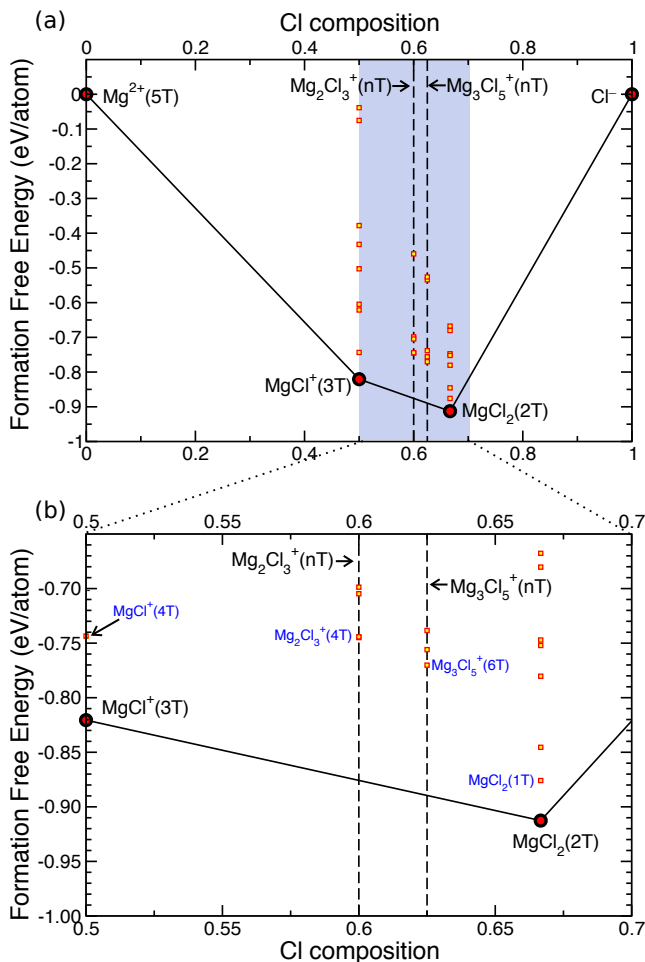 (a)
Cl composition
0 0.2 0.4 0.6 0.8 1
Mg²⁺(5T)
Mg₂Cl₃⁺(nT)
Mg₃Cl₅⁺(nT)
Cl⁻
Formation Free Energy (eV/atom)
0
-0.1
-0.2
-0.3
-0.4
-0.5
-0.6
-0.7
-0.8
-0.9
-1
MgCl⁺(3T)
MgCl₂(2T)
0 0.2 0.4 0.6 0.8 1
(b)
0.5 0.55 0.6 0.65 0.7
Formation Free Energy (eV/atom)
-0.70
-0.75
-0.80
-0.85
-0.90
-0.95
-1.00
Mg₂Cl₃⁺(nT)
Mg₃Cl₅⁺(nT)
MgCl⁺(4T)
Mg₂Cl₃⁺(4T)
Mg₃Cl₅⁺(6T)
MgCl⁺(3T)
MgCl₂(1T)
MgCl₂(2T)
0.5 0.55 0.6 0.65 0.7
Cl composition